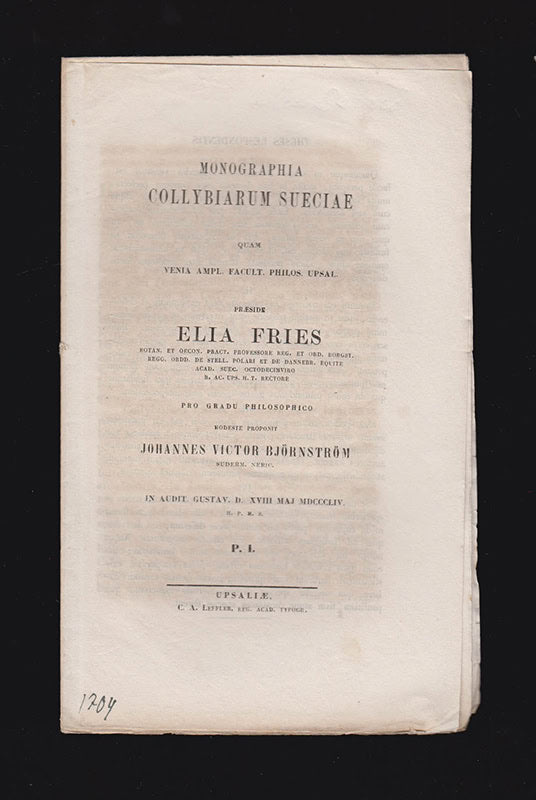 THESES RESPONDENTIS
MONOGRAPHIA
COLLYBIARUM SUECIAE
QUAM
VENIA AMPL. FACULT. PHILOS. UPSAL.
PRÆSIDE
ELIA FRIES
BOTAN. ET OECON. PRACT. PROFESSORE REG. ET ORD. BORGST.
REGG. ORDD. DE STELL. POLARI ET DE DANNEBR. EQUITE
ACAD. SUEC. OCTODECIMVIRO
R. AC. UPS. H. T. RECTORE
PRO GRADU PHILOSOPHICO
MODESTE PROPONIT
JOHANNES VICTOR BJÖRNSTRÖM
SUDERM. NERIC.
IN AUDIT. GUSTAV. D. XVIII MAJ MDCCCLIV.
H. P. M. S.
P. I.
UPSALIÆ,
C. A. LEFFLER, REG. ACAD. TYPOGR.
1204